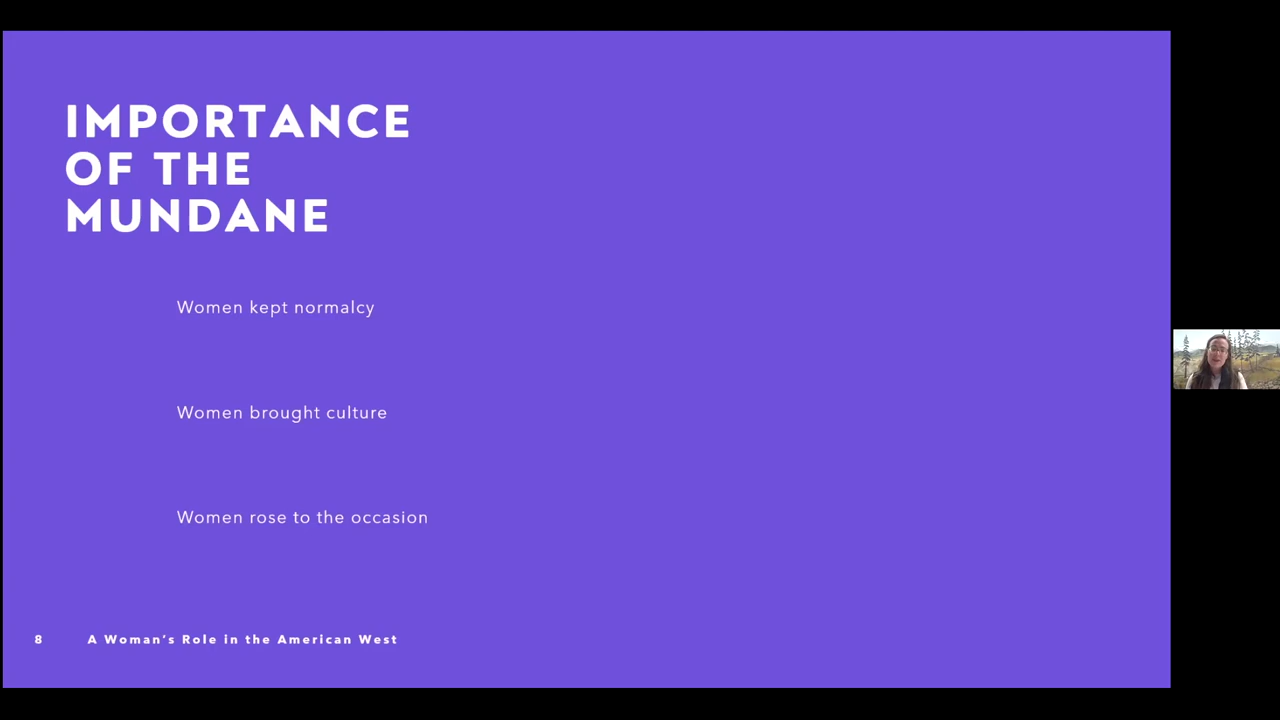 IMPORTANCE
OF THE
MUNDANE
Women kept normalcy
Women brought culture
Women rose to the occasion
8 A Woman’s Role in the American West